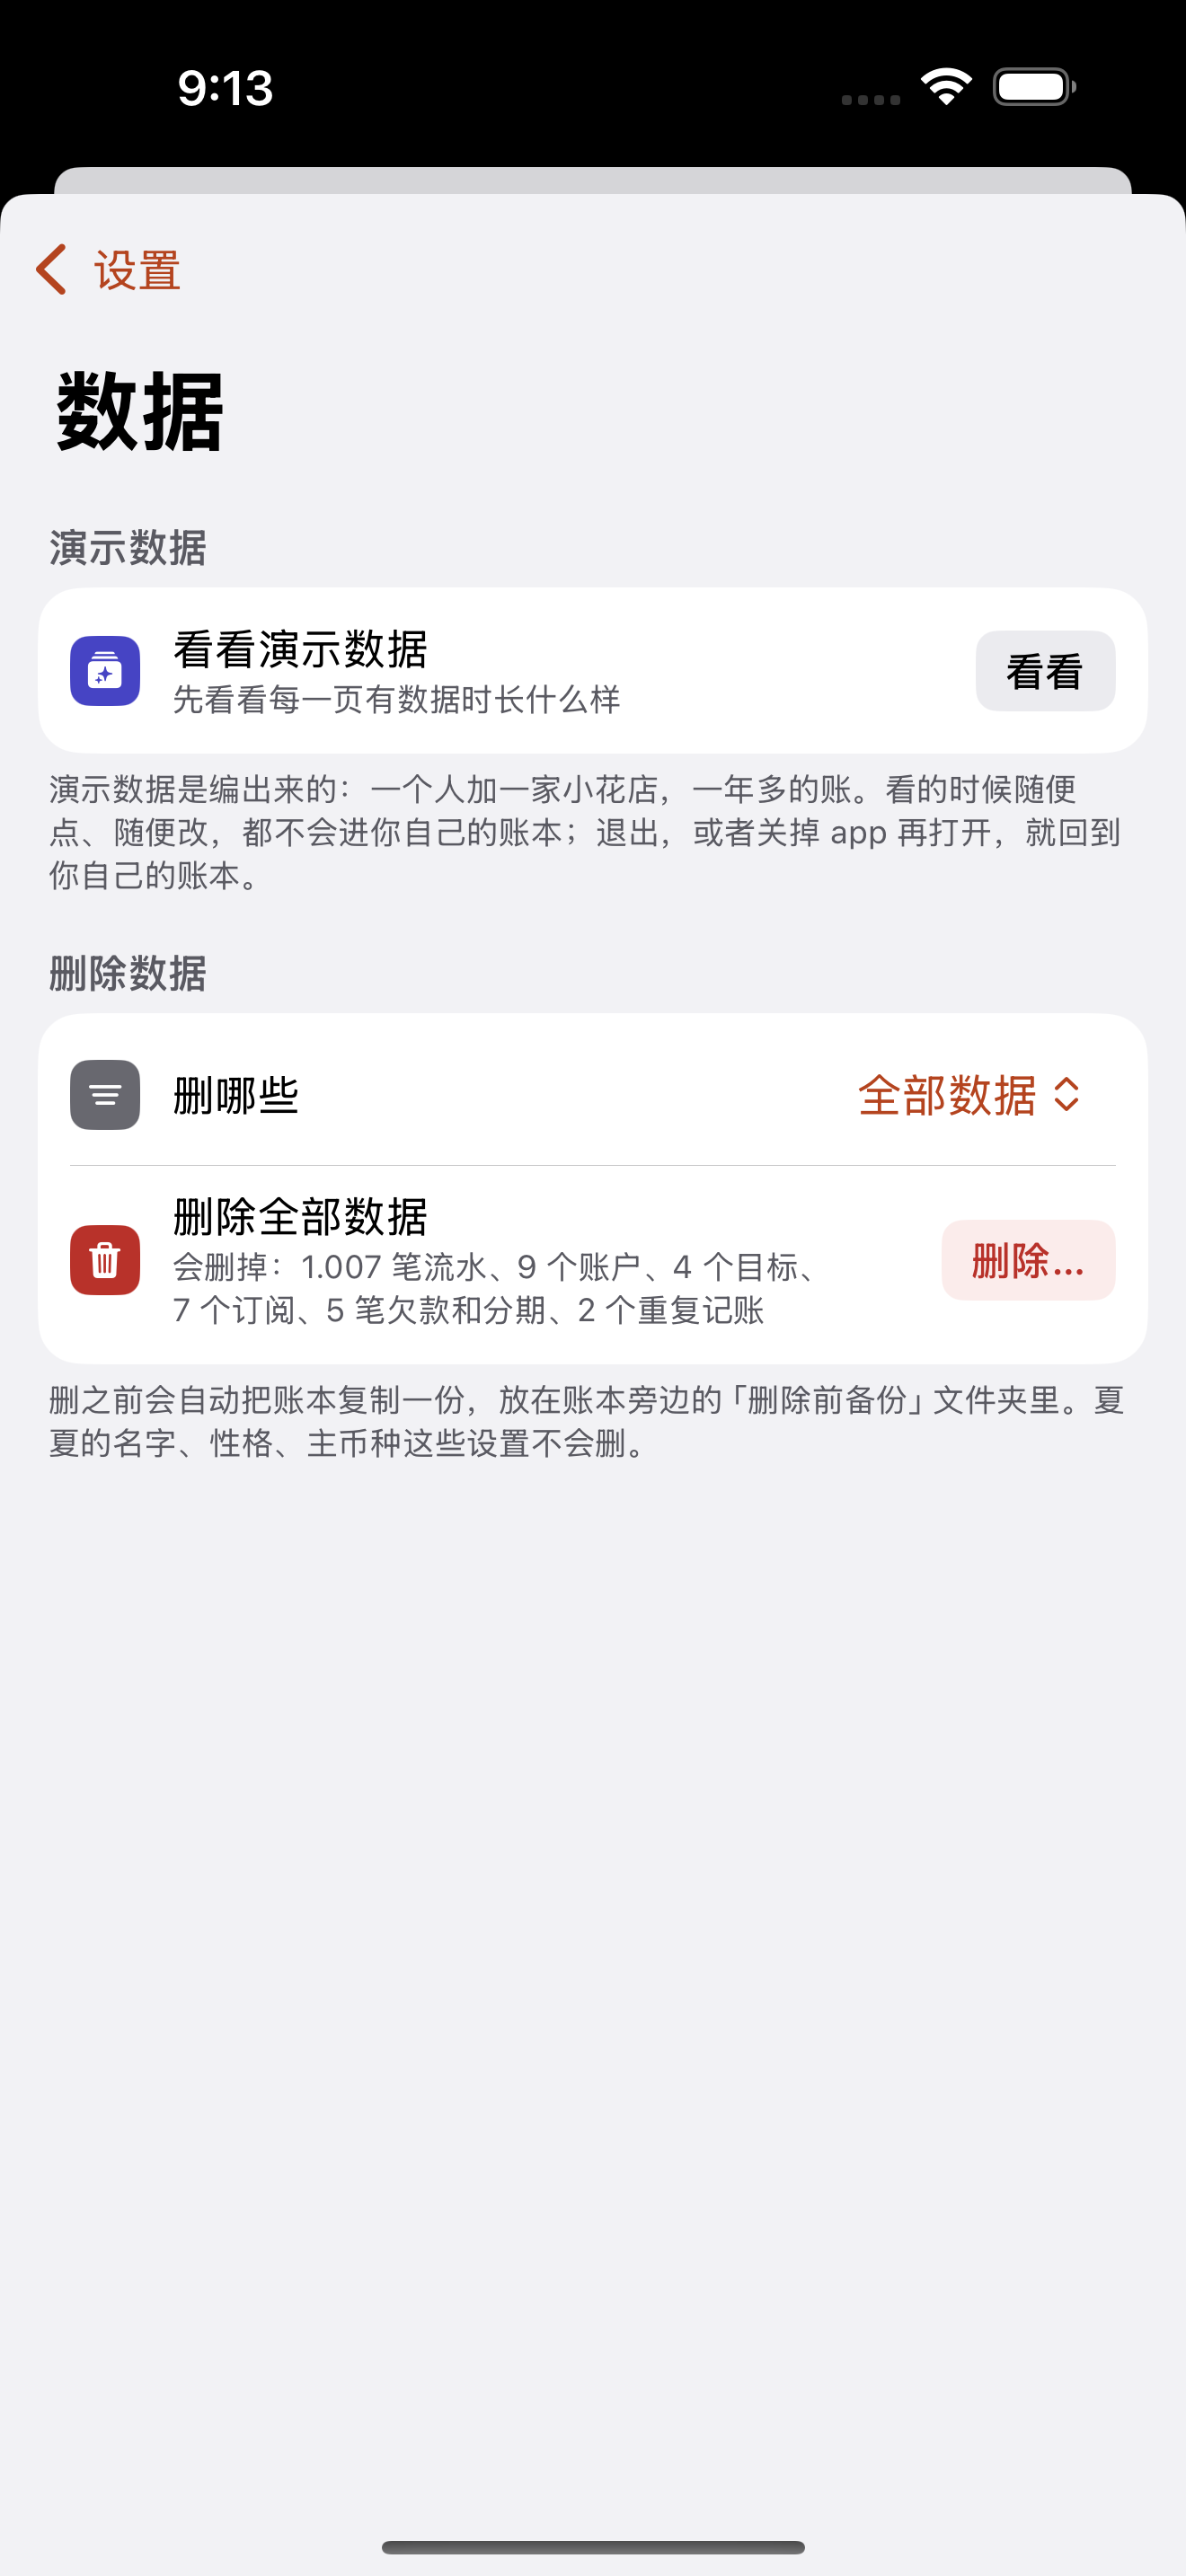 9:13
设置
数据
演示数据
看看演示数据
先看看每一页有数据时长什么样
看看
演示数据是编出来的：一个人加一家小花店，一年多的账。看的时候随便
点、随便改，都不会进你自己的账本；退出，或者关掉 app 再打开，就回到
你自己的账本。
删除数据
删哪些
全部数据
删除全部数据
会删掉：1.007 笔流水、9 个账户、4 个目标、
7 个订阅、5 笔欠款和分期、2 个重复记账
删除...
删之前会自动把账本复制一份，放在账本旁边的「删除前备份」文件夹里。夏
夏的名字、性格、主币种这些设置不会删。